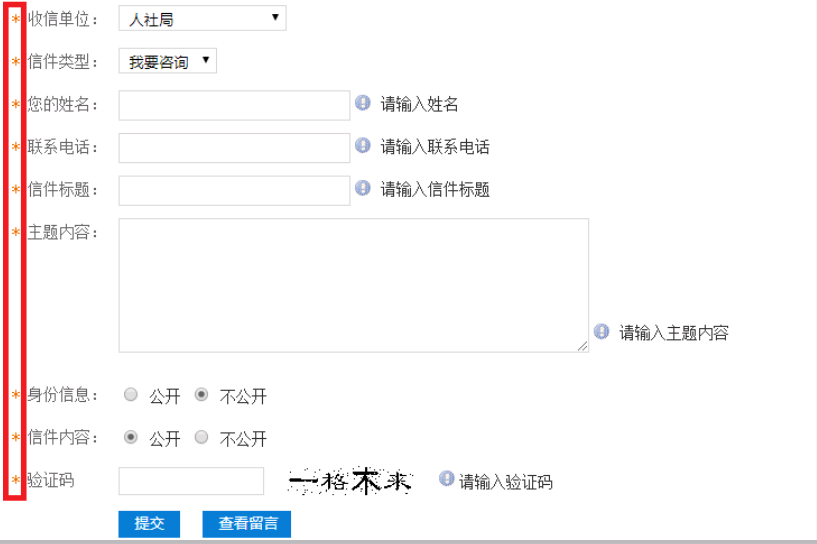 * 收信单位： 人社局
* 信件类型： 我要咨询
* 您的姓名： 请输入姓名
* 联系电话： 请输入联系电话
* 信件标题： 请输入信件标题
* 主题内容：
请输入主题内容
* 身份信息： 公开 不公开
* 信件内容： 公开 不公开
* 验证码 一格木来 请输入验证码
提交 查看留言